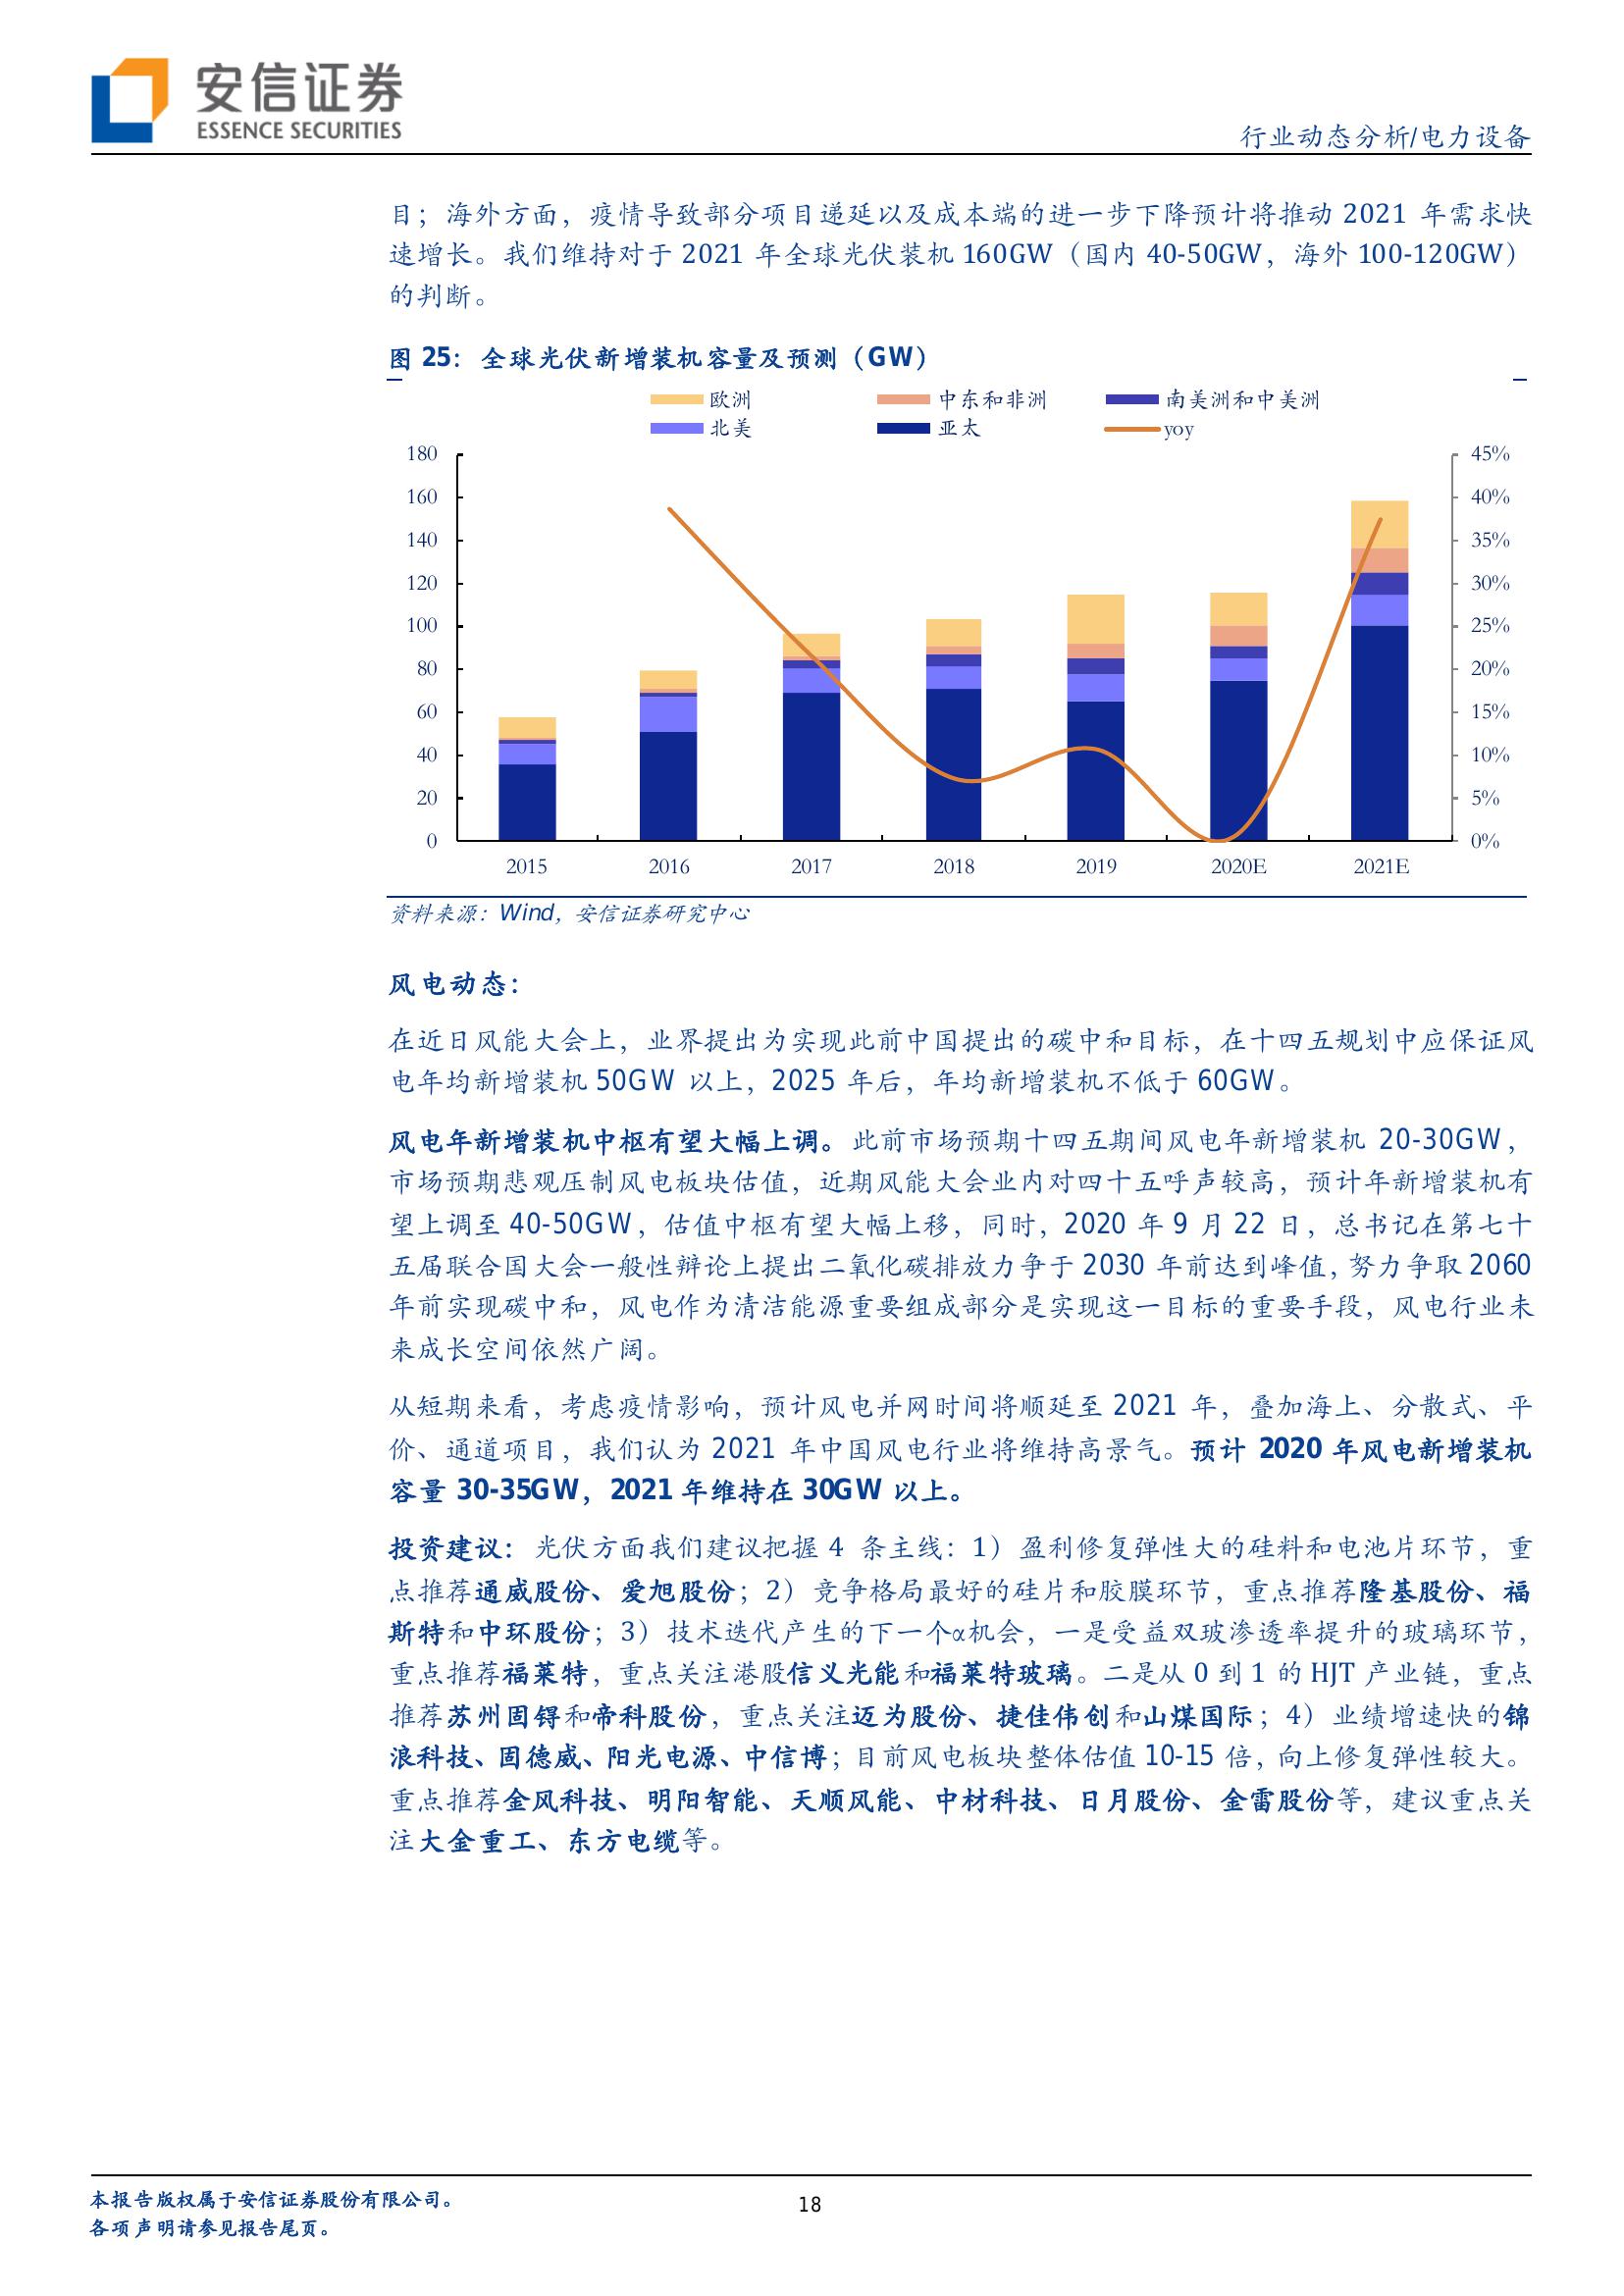 安信证券
ESSENCE SECURITIES
行业动态分析/电力设备
目；海外方面，疫情导致部分项目递延以及成本端的进一步下降预计将推动 2021 年需求快
速增长。我们维持对于 2021 年全球光伏装机 160GW（国内 40-50GW，海外 100-120GW）
的判断。
图 25：全球光伏新增装机容量及预测（GW）
欧洲 中东和非洲 南美洲和中美洲
北美 亚太 yoy
180 45%
160 40%
140 35%
120 30%
100 25%
80 20%
60 15%
40 10%
20 5%
0 0%
2015 2016 2017 2018 2019 2020E 2021E
资料来源：Wind，安信证券研究中心
风电动态：
在近日风能大会上，业界提出为实现此前中国提出的碳中和目标，在十四五规划中应保证风
电年均新增装机 50GW 以上，2025 年后，年均新增装机不低于 60GW。
风电年新增装机中枢有望大幅上调。此前市场预期十四五期间风电年新增装机 20-30GW，
市场预期悲观压制风电板块估值，近期风能大会业内对四十五呼声较高，预计年新增装机有
望上调至 40-50GW，估值中枢有望大幅上移，同时，2020 年 9 月 22 日，总书记在第七十
五届联合国大会一般性辩论上提出二氧化碳排放力争于 2030 年前达到峰值，努力争取 2060
年前实现碳中和，风电作为清洁能源重要组成部分是实现这一目标的重要手段，风电行业未
来成长空间依然广阔。
从短期来看，考虑疫情影响，预计风电并网时间将顺延至 2021 年，叠加海上、分散式、平
价、通道项目，我们认为 2021 年中国风电行业将维持高景气。预计 2020 年风电新增装机
容量 30-35GW，2021 年维持在 30GW 以上。
投资建议：光伏方面我们建议把握 4 条主线：1）盈利修复弹性大的硅料和电池片环节，重
点推荐通威股份、爱旭股份；2）竞争格局最好的硅片和胶膜环节，重点推荐隆基股份、福
斯特和中环股份；3）技术迭代产生的下一个α机会，一是受益双玻渗透率提升的玻璃环节，
重点推荐福莱特，重点关注港股信义光能和福莱特玻璃。二是从 0 到 1 的 HJT 产业链，重点
推荐苏州固锝和帝科股份，重点关注迈为股份、捷佳伟创和山煤国际；4）业绩增速快的锦
浪科技、固德威、阳光电源、中信博；目前风电板块整体估值 10-15 倍，向上修复弹性较大。
重点推荐金风科技、明阳智能、天顺风能、中材科技、日月股份、金雷股份等，建议重点关
注大金重工、东方电缆等。
本报告版权属于安信证券股份有限公司。
18
各项声明请参见报告尾页。